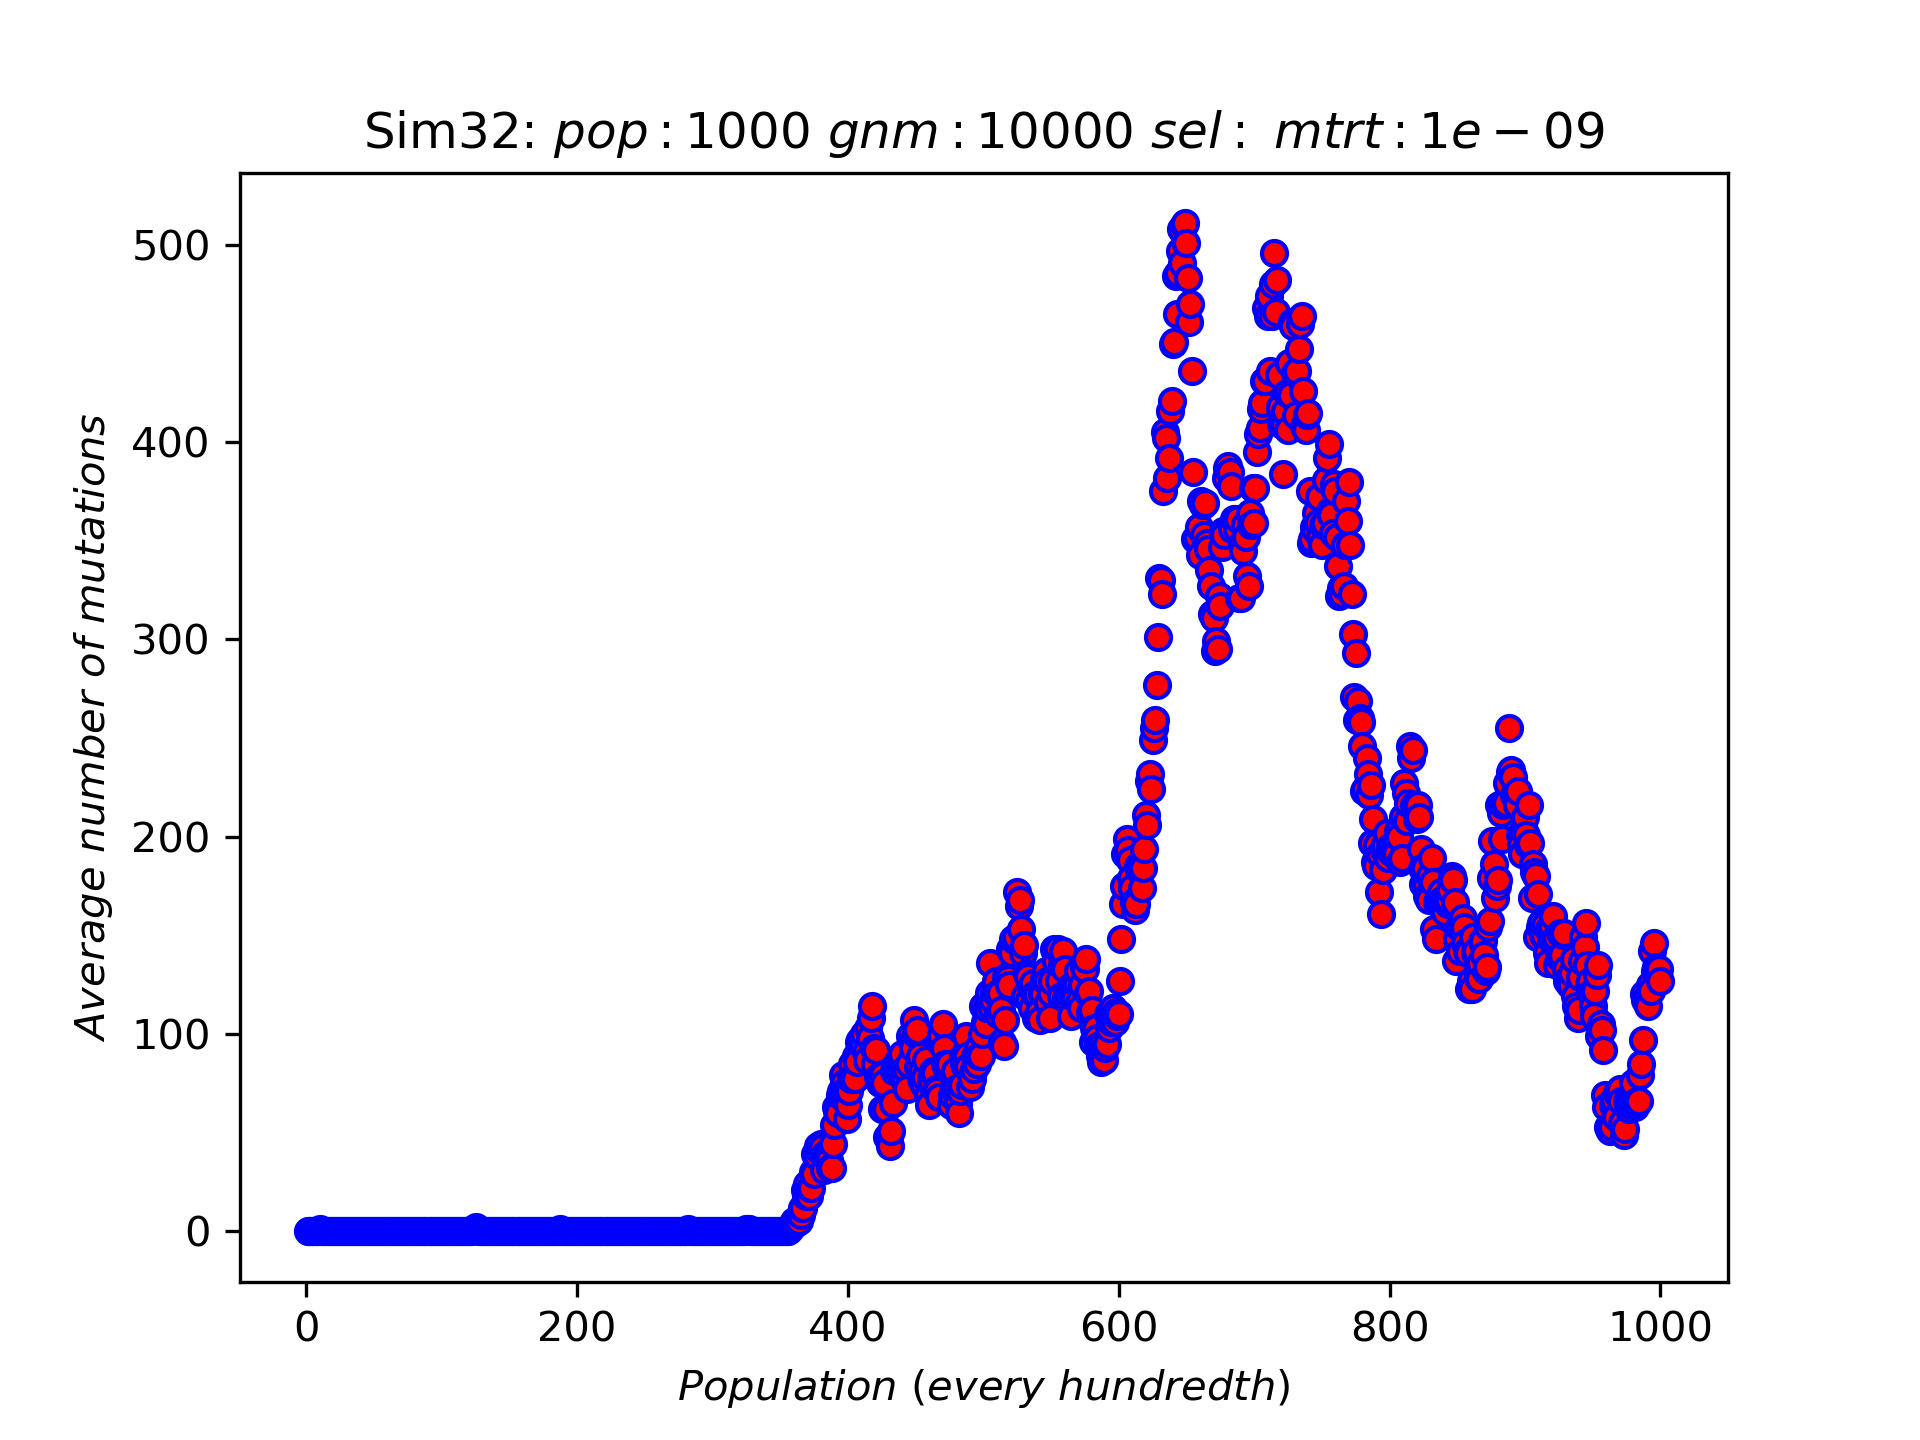 Sim32: pop : 1000 gnm : 10000 sel : mtrt : 1e − 09
500
400
300
200
100
0
Average number of mutations
0 200 400 600 800 1000
Population (every hundredth)